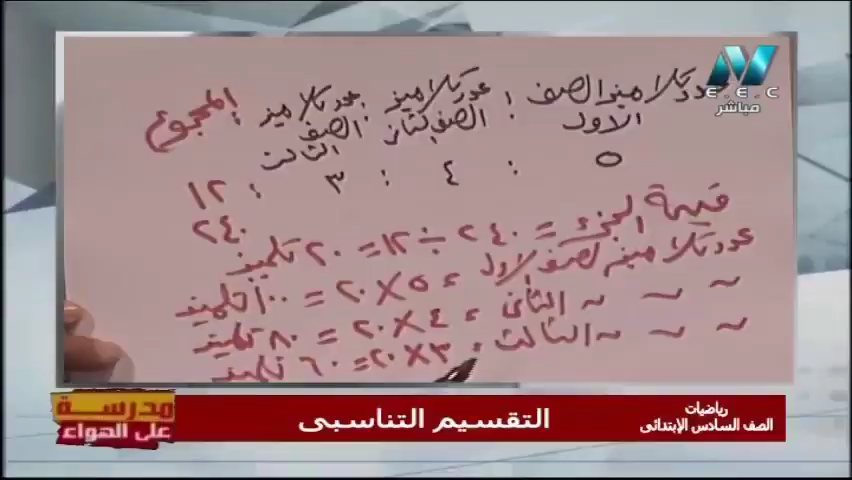 عدد تلاميذ الصف الاول : عدد تلاميذ الصف الثانى : عدد تلاميذ الصف الثالث : المجموع
٥ : ٤ : ٣ : ١٢
٢٤٠
قيمة الجزء = ٢٤٠ ÷ ١٢ = ٢٠ تلميذ
عدد تلاميذ الصف الاول = ٥ × ٢٠ = ١٠٠ تلميذ
〃 〃 〃 الثانى = ٤ × ٢٠ = ٨٠ تلميذ
〃 〃 〃 الثالث = ٣ × ٢٠ = ٦٠ تلميذ
E.E.C
مباشر
مدرسة
على الهواء
التقسيم التناسبى
رياضيات
الصف السادس الإبتدائى